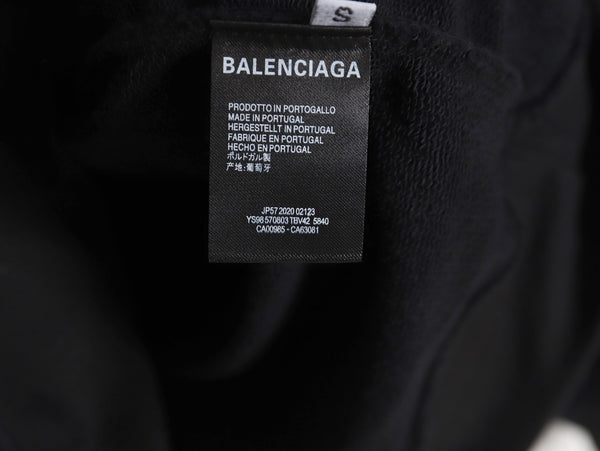 S
BALENCIAGA
PRODOTTO IN PORTOGALLO
MADE IN PORTUGAL
HERGESTELLT IN PORTUGAL
FABRIQUE EN PORTUGAL
HECHO EN PORTUGAL
ポルドガル製
产地:葡萄牙
JP57 2020 02123
YS98 570803 TBV42 5840
CA00985 - CA63081